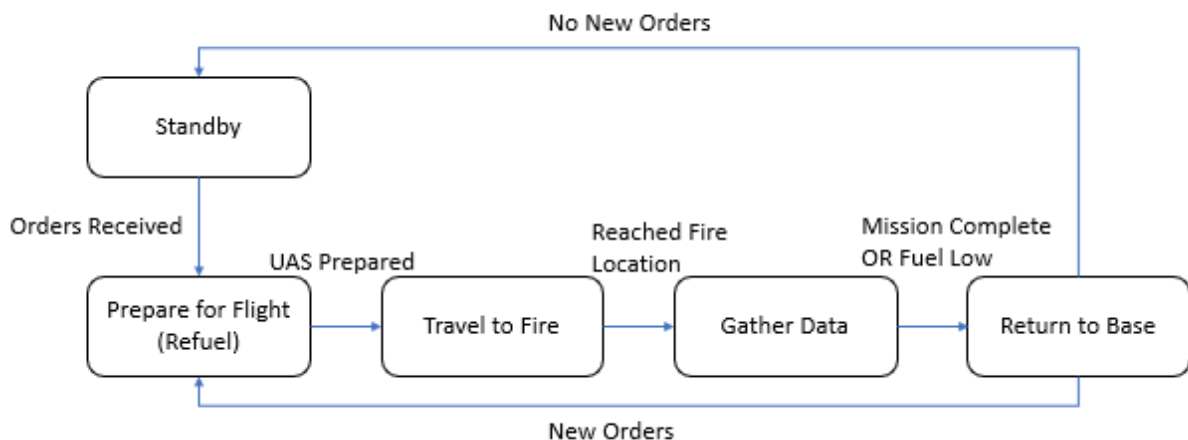 No New Orders
Standby
Orders Received
UAS Prepared
Reached Fire
Location
Mission Complete
OR Fuel Low
Prepare for Flight
(Refuel)
Travel to Fire
Gather Data
Return to Base
New Orders